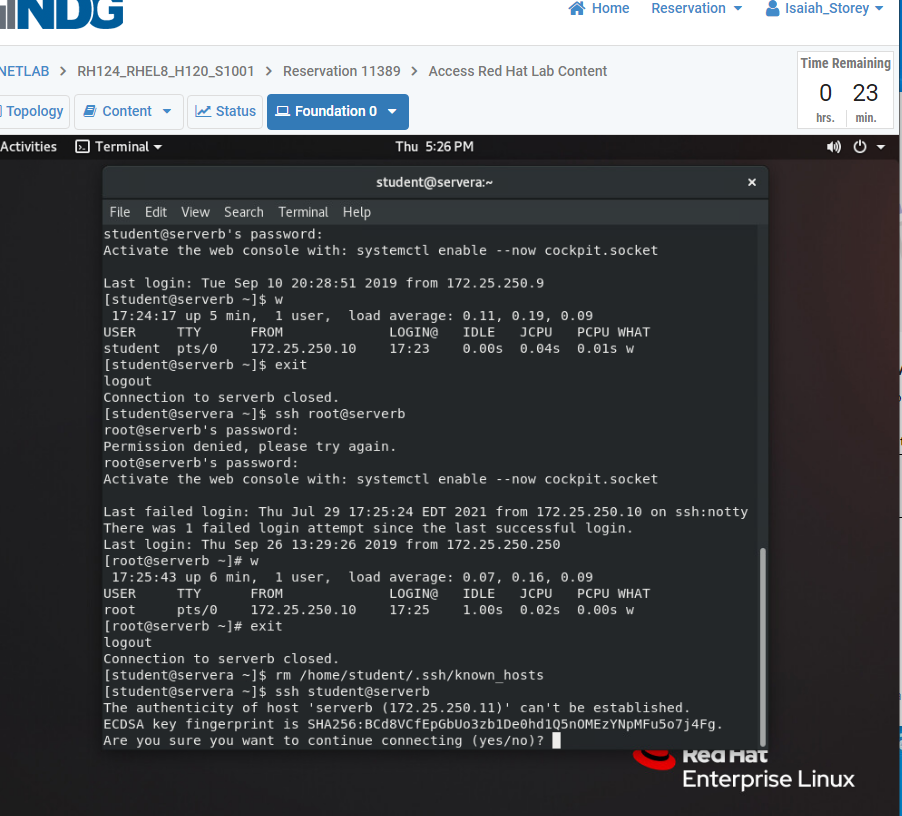 NDG
Home Reservation Isaiah_Storey
NETLAB > RH124_RHEL8_H120_S1001 > Reservation 11389 > Access Red Hat Lab Content
Time Remaining
0 23
hrs. min.
Topology Content Status Foundation 0
Activities Terminal Thu 5:26 PM
student@servera:~
File Edit View Search Terminal Help
student@serverb's password:
Activate the web console with: systemctl enable --now cockpit.socket
Last login: Tue Sep 10 20:28:51 2019 from 172.25.250.9
[student@serverb ~]$ w
17:24:17 up 5 min, 1 user, load average: 0.11, 0.19, 0.09
USER TTY FROM LOGIN@ IDLE JCPU PCPU WHAT
student pts/0 172.25.250.10 17:23 0.00s 0.04s 0.01s w
[student@serverb ~]$ exit
logout
Connection to serverb closed.
[student@servera ~]$ ssh root@serverb
root@serverb's password:
Permission denied, please try again.
root@serverb's password:
Activate the web console with: systemctl enable --now cockpit.socket
Last failed login: Thu Jul 29 17:25:24 EDT 2021 from 172.25.250.10 on ssh:notty
There was 1 failed login attempt since the last successful login.
Last login: Thu Sep 26 13:29:26 2019 from 172.25.250.250
[root@serverb ~]# w
17:25:43 up 6 min, 1 user, load average: 0.07, 0.16, 0.09
USER TTY FROM LOGIN@ IDLE JCPU PCPU WHAT
root pts/0 172.25.250.10 17:25 1.00s 0.02s 0.00s w
[root@serverb ~]# exit
logout
Connection to serverb closed.
[student@servera ~]$ rm /home/student/.ssh/known_hosts
[student@servera ~]$ ssh student@serverb
The authenticity of host 'serverb (172.25.250.11)' can't be established.
ECDSA key fingerprint is SHA256:BCd8VCfEpGbUo3zb1De0hd1Q5nOMEzYNpMFu5o7j4Fg.
Are you sure you want to continue connecting (yes/no)?
Red Hat
Enterprise Linux